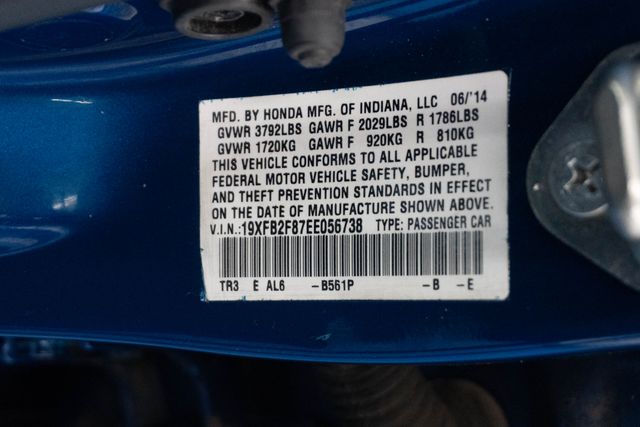 MFD. BY HONDA MFG. OF INDIANA, LLC 06/'14
GVWR 3792LBS GAWR F 2029LBS R 1786LBS
GVWR 1720KG GAWR F 920KG R 810KG
THIS VEHICLE CONFORMS TO ALL APPLICABLE
FEDERAL MOTOR VEHICLE SAFETY, BUMPER,
AND THEFT PREVENTION STANDARDS IN EFFECT
ON THE DATE OF MANUFACTURE SHOWN ABOVE.
V.I.N.:19XFB2F87EE056738 TYPE: PASSENGER CAR
TR3 E AL6 -B561P -B -E